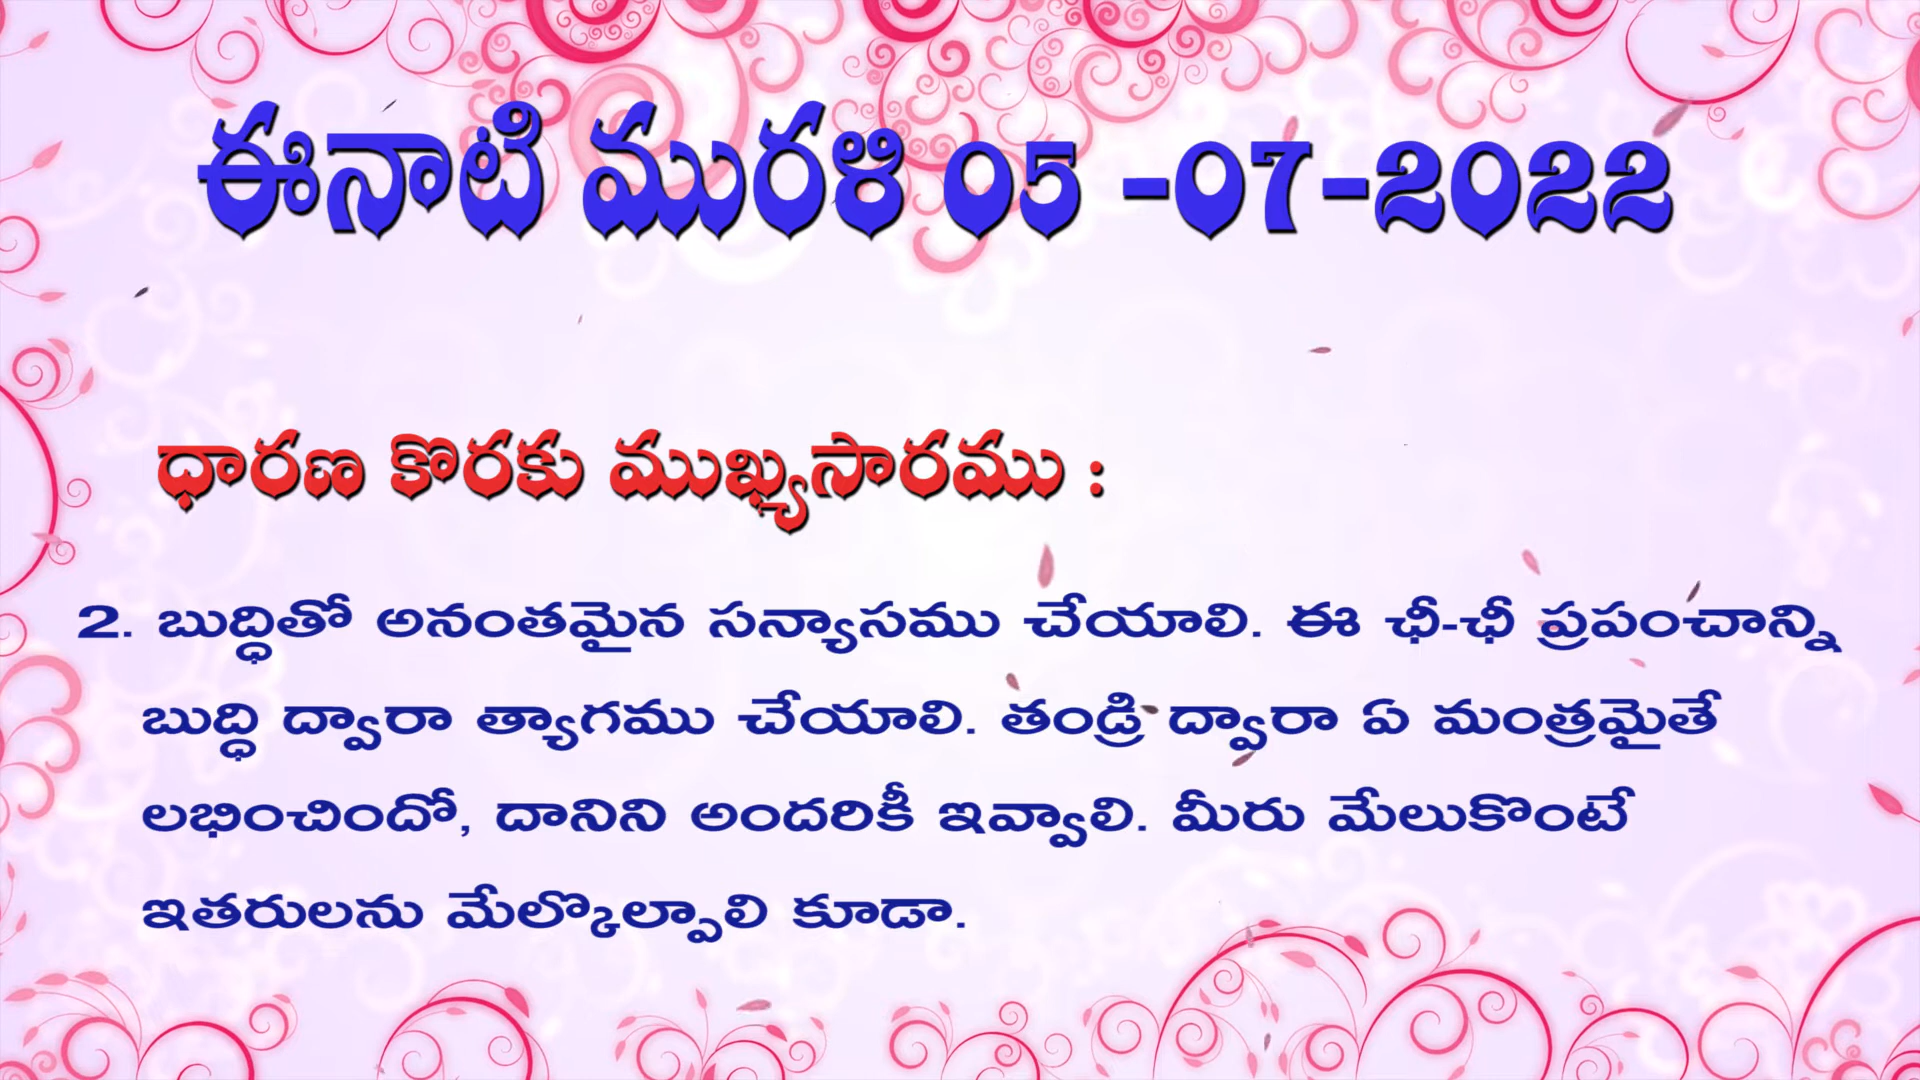 ఈనాటి మురళి 05 -07-2022
ధారణ కొరకు ముఖ్యసారము :
2. బుద్ధితో అనంతమైన సన్యాసము చేయాలి. ఈ ఛీ-ఛీ ప్రపంచాన్ని
బుద్ధి ద్వారా త్యాగము చేయాలి. తండ్రి ద్వారా ఏ మంత్రమైతే
లభించిందో, దానిని అందరికీ ఇవ్వాలి. మీరు మేలుకొంటే
ఇతరులను మేల్కొల్పాలి కూడా.